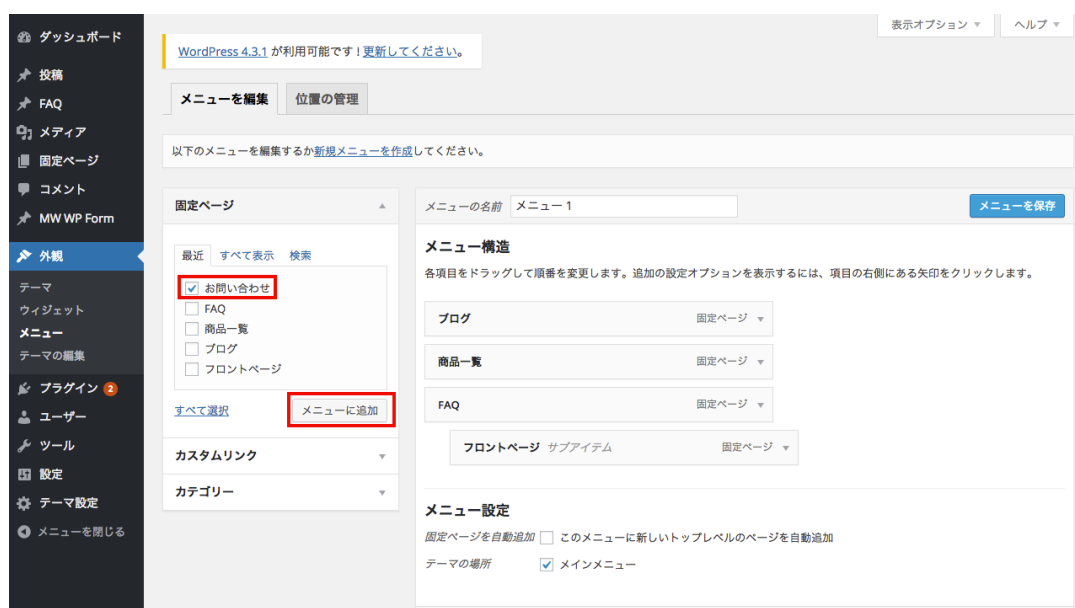 表示オプション
ヘルプ
ダッシュボード
投稿
FAQ
メディア
固定ページ
コメント
MW WP Form
外観
テーマ
ウィジェット
メニュー
テーマの編集
プラグイン 2
ユーザー
ツール
設定
テーマ設定
メニューを閉じる
WordPress 4.3.1 が利用可能です ! 更新してください。
メニューを編集
位置の管理
以下のメニューを編集するか新規メニューを作成してください。
固定ページ
最近 すべて表示 検索
お問い合わせ
FAQ
商品一覧
ブログ
フロントページ
すべて選択 メニューに追加
カスタムリンク
カテゴリー
メニューの名前 メニュー 1 メニューを保存
メニュー構造
各項目をドラッグして順番を変更します。追加の設定オプションを表示するには、項目の右側にある矢印をクリックします。
ブログ 固定ページ
商品一覧 固定ページ
FAQ 固定ページ
フロントページ サブアイテム 固定ページ
メニュー設定
固定ページを自動追加 このメニューに新しいトップレベルのページを自動追加
テーマの場所 メインメニュー